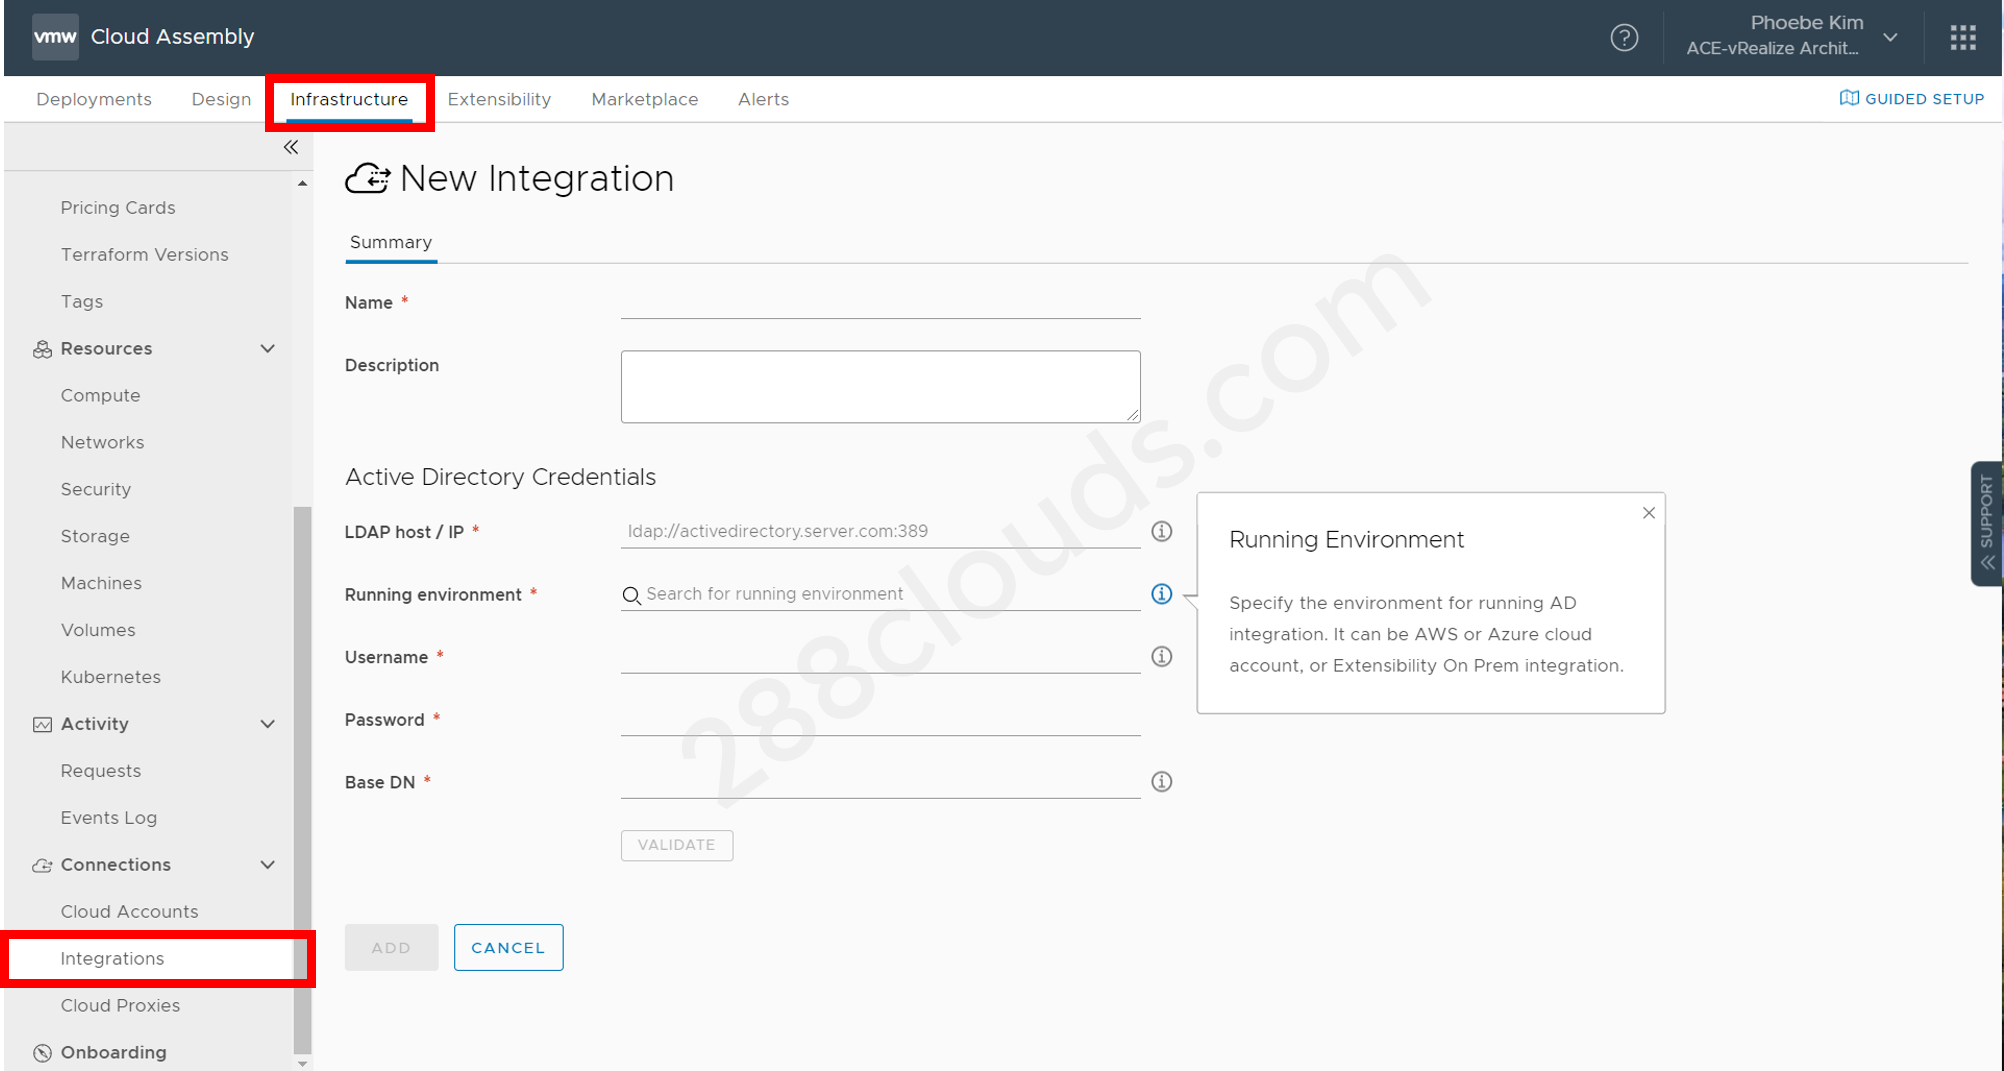 vmw Cloud Assembly
Phoebe Kim
ACE-vRealize Archit...
Deployments Design Infrastructure Extensibility Marketplace Alerts
GUIDED SETUP
Pricing Cards
Terraform Versions
Tags
Resources
Compute
Networks
Security
Storage
Machines
Volumes
Kubernetes
Activity
Requests
Events Log
Connections
Cloud Accounts
Integrations
Cloud Proxies
Onboarding
New Integration
Summary
Name *
Description
Active Directory Credentials
LDAP host / IP * ldap://activedirectory.server.com:389
Running environment * Search for running environment
Username *
Password *
Base DN *
VALIDATE
ADD CANCEL
Running Environment
Specify the environment for running AD
integration. It can be AWS or Azure cloud
account, or Extensibility On Prem integration.
SUPPORT
288clouds.com